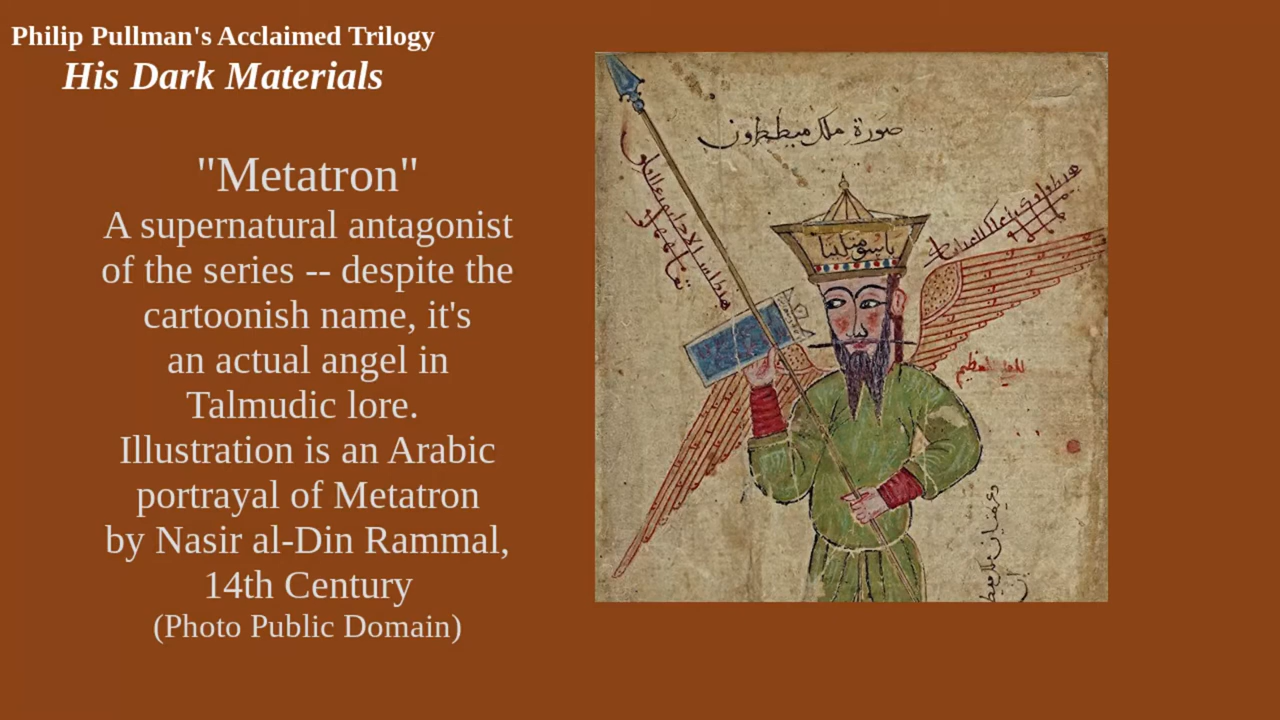 Philip Pullman's Acclaimed Trilogy
His Dark Materials
"Metatron"
A supernatural antagonist
of the series -- despite the
cartoonish name, it's
an actual angel in
Talmudic lore.
Illustration is an Arabic
portrayal of Metatron
by Nasir al-Din Rammal,
14th Century
(Photo Public Domain)
صورة ملك ميططرون